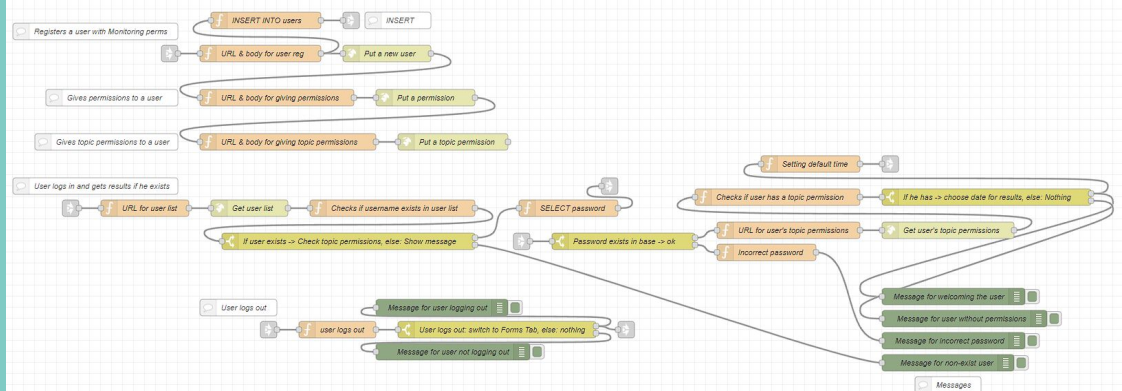 INSERT INTO users
INSERT
Registers a user with Monitoring perms
URL & body for user reg
Put a new user
Gives permissions to a user
URL & body for giving permissions
Put a permission
Gives topic permissions to a user
URL & body for giving topic permissions
Put a topic permission
Setting default time
User logs in and gets results if he exists
Checks if user has a topic permission
If he has -> choose date for results, else: Nothing
URL for user list
Get user list
Checks if username exists in user list
SELECT password
URL for user's topic permissions
Get user's topic permissions
If user exists -> Check topic permissions, else: Show message
Password exists in base -> ok
Incorrect password
Message for welcoming the user
User logs out
Message for user logging out
Message for user without permissions
user logs out
User logs out: switch to Forms Tab, else: nothing
Message for incorrect password
Message for user not logging out
Message for non-exist user
Messages